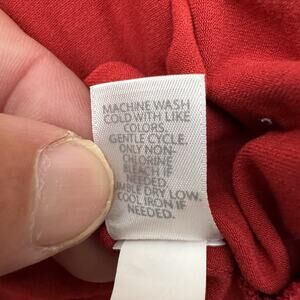 MACHINE WASH
COLD WITH LIKE
COLORS.
GENTLE CYCLE.
ONLY NON-
CHLORINE
BLEACH IF
NEEDED.
UMBLE DRY LOW.
COOL IRON IF
NEEDED.